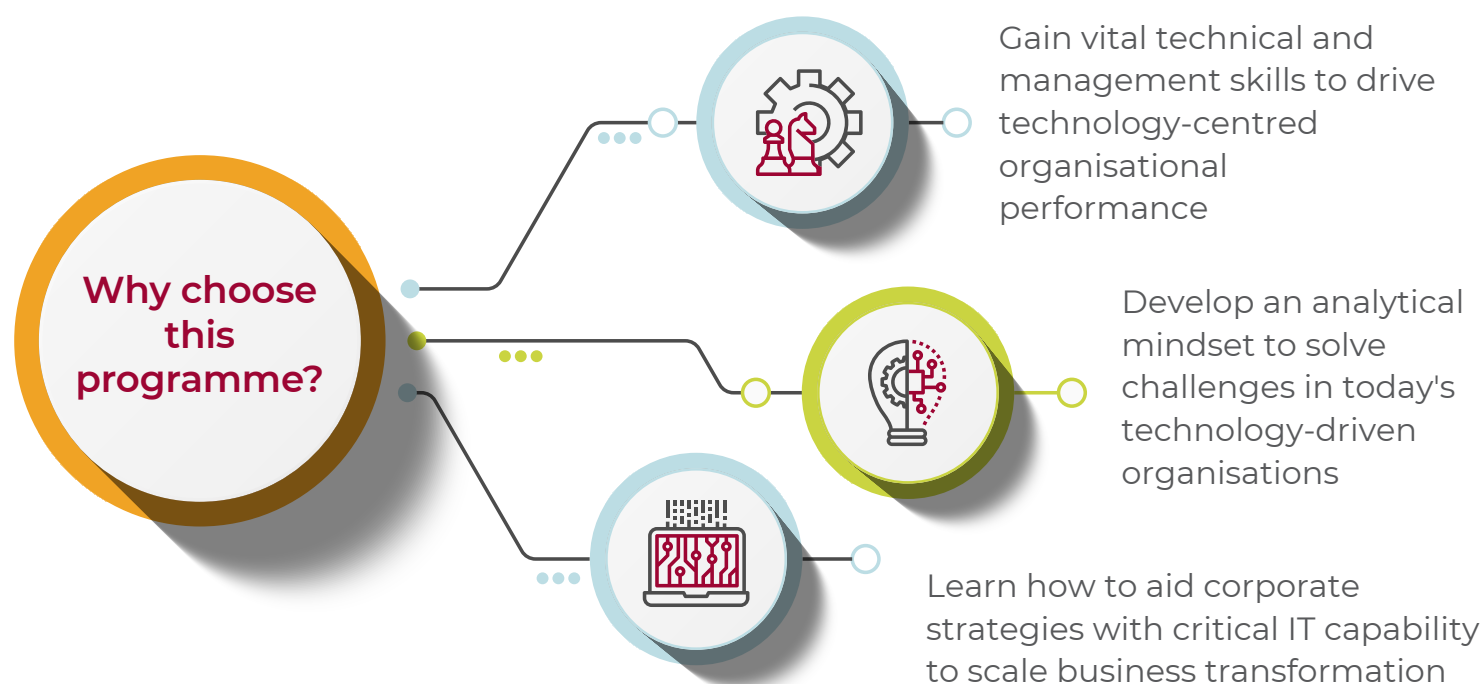 Why choose
this
programme?
Gain vital technical and
management skills to drive
technology-centred
organisational
performance
Develop an analytical
mindset to solve
challenges in today's
technology-driven
organisations
Learn how to aid corporate
strategies with critical IT capability
to scale business transformation